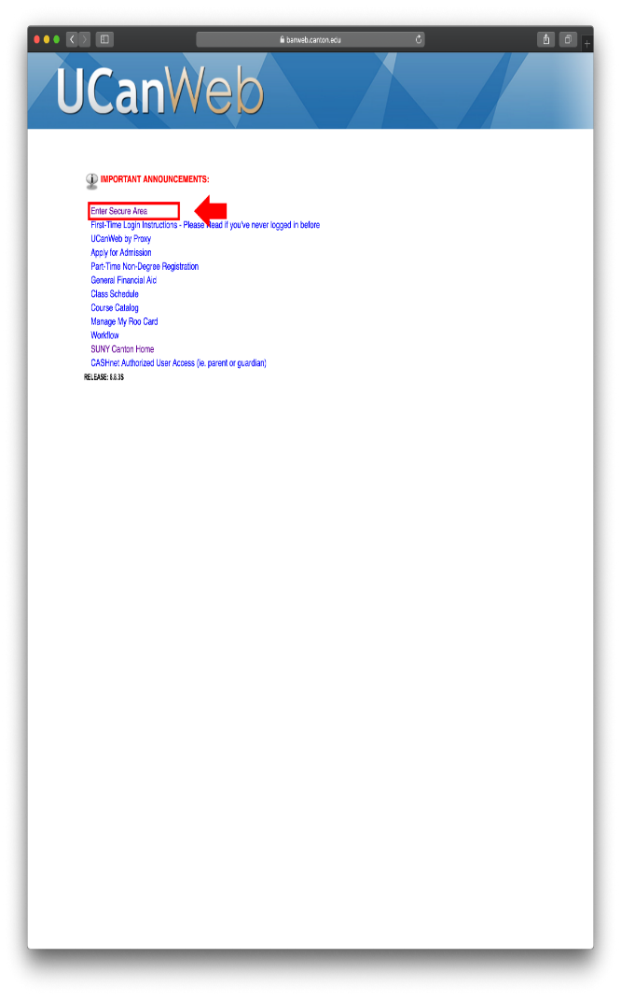 banweb.canton.edu
UCanWeb
IMPORTANT ANNOUNCEMENTS:
Enter Secure Area
First-Time Login Instructions - Please Read if you've never logged in before
UCanWeb by Proxy
Apply for Admission
Part-Time Non-Degree Registration
General Financial Aid
Class Schedule
Course Catalog
Manage My Roo Card
Workflow
SUNY Canton Home
CASHnet Authorized User Access (ie. parent or guardian)
RELEASE: 8.8.3S